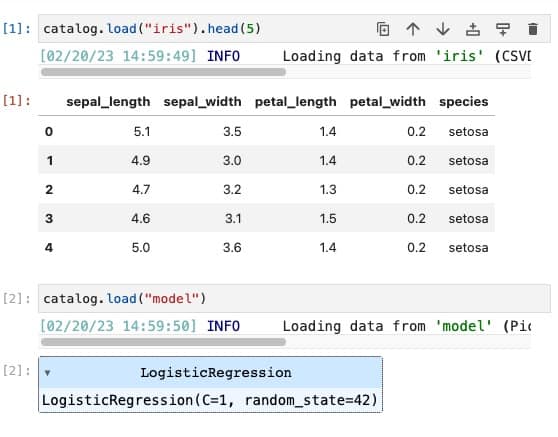 [1]: catalog.load("iris").head(5)
[02/20/23 14:59:49] INFO Loading data from 'iris' (CSVD
[1]: sepal_length sepal_width petal_length petal_width species
0 5.1 3.5 1.4 0.2 setosa
1 4.9 3.0 1.4 0.2 setosa
2 4.7 3.2 1.3 0.2 setosa
3 4.6 3.1 1.5 0.2 setosa
4 5.0 3.6 1.4 0.2 setosa
[2]: catalog.load("model")
[02/20/23 14:59:50] INFO Loading data from 'model' (Pic
[2]: ▾ LogisticRegression
LogisticRegression(C=1, random_state=42)